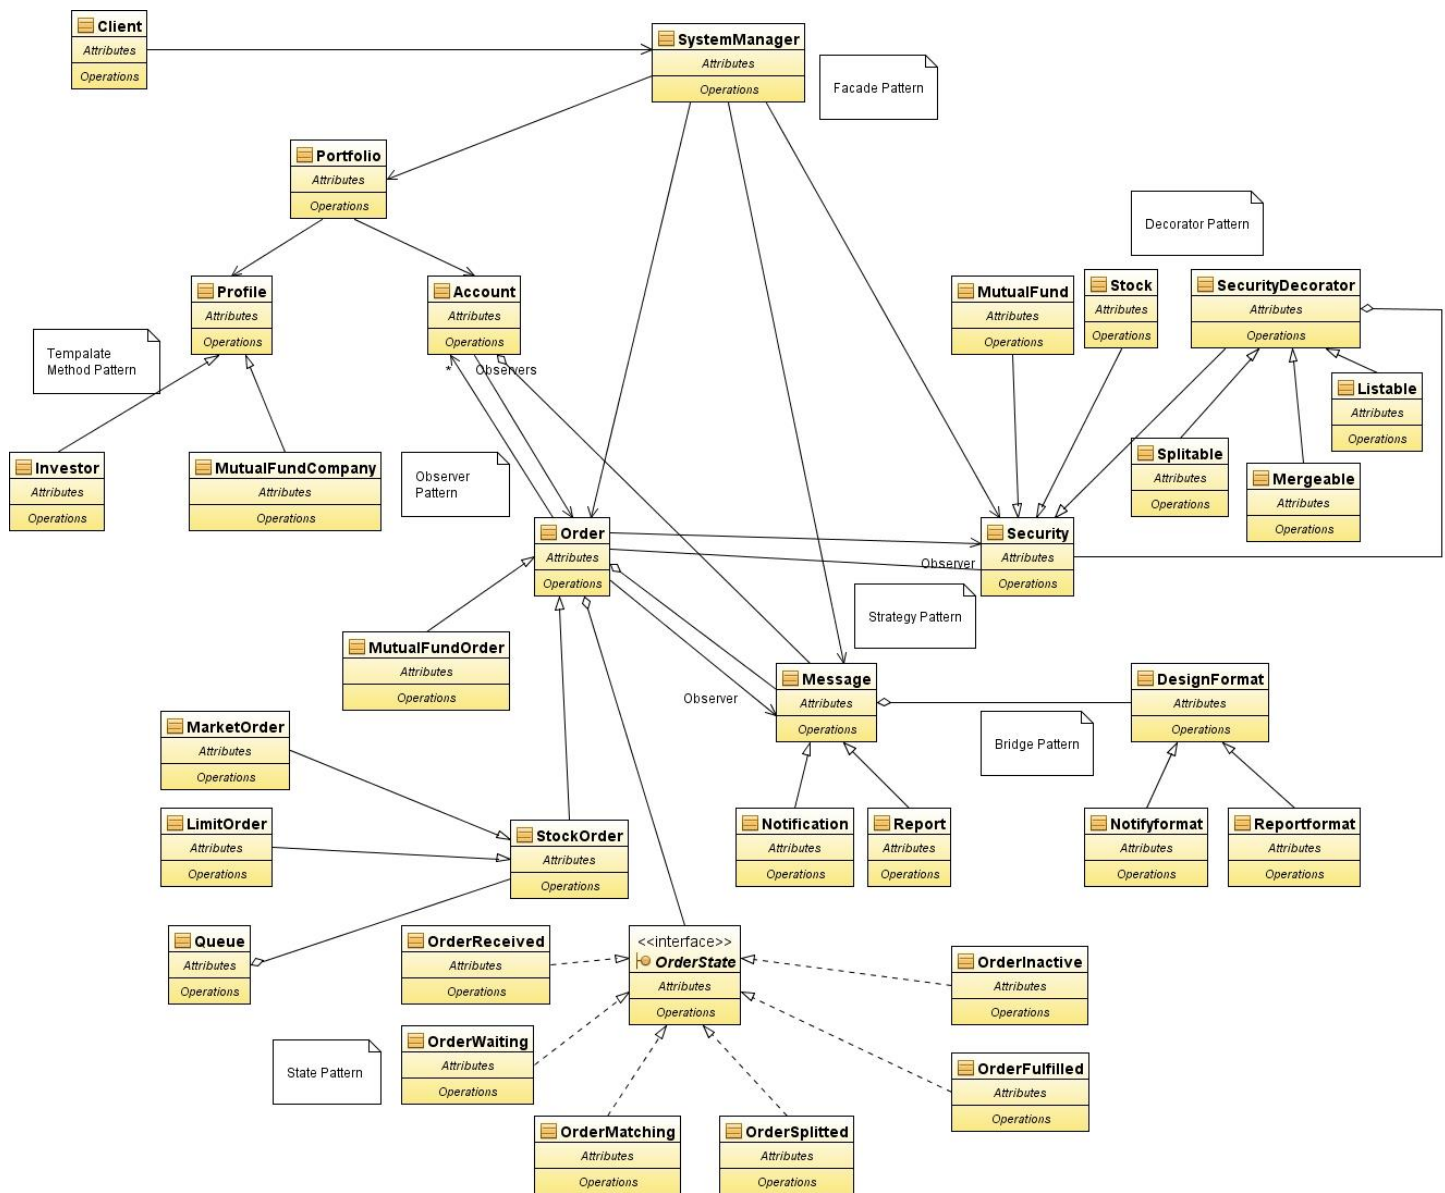 Client
Attributes
Operations
SystemManager
Attributes
Operations
Facade Pattern
Portfolio
Attributes
Operations
Decorator Pattern
Profile
Attributes
Operations
Account
Attributes
Operations
MutualFund
Attributes
Operations
Stock
Attributes
Operations
SecurityDecorator
Attributes
Operations
Tempalate
Method Pattern
*
Observers
Listable
Attributes
Operations
Investor
Attributes
Operations
MutualFundCompany
Attributes
Operations
Observer
Pattern
Splitable
Attributes
Operations
Mergeable
Attributes
Operations
Order
Attributes
Operations
Security
Attributes
Operations
Observer
Strategy Pattern
MutualFundOrder
Attributes
Operations
Observer
Message
Attributes
Operations
Bridge Pattern
DesignFormat
Attributes
Operations
MarketOrder
Attributes
Operations
LimitOrder
Attributes
Operations
StockOrder
Attributes
Operations
Notification
Attributes
Operations
Report
Attributes
Operations
Notifyformat
Attributes
Operations
Reportformat
Attributes
Operations
Queue
Attributes
Operations
OrderReceived
Attributes
Operations
<<interface>>
OrderState
Attributes
Operations
OrderInactive
Attributes
Operations
State Pattern
OrderWaiting
Attributes
Operations
OrderFulfilled
Attributes
Operations
OrderMatching
Attributes
Operations
OrderSplitted
Attributes
Operations